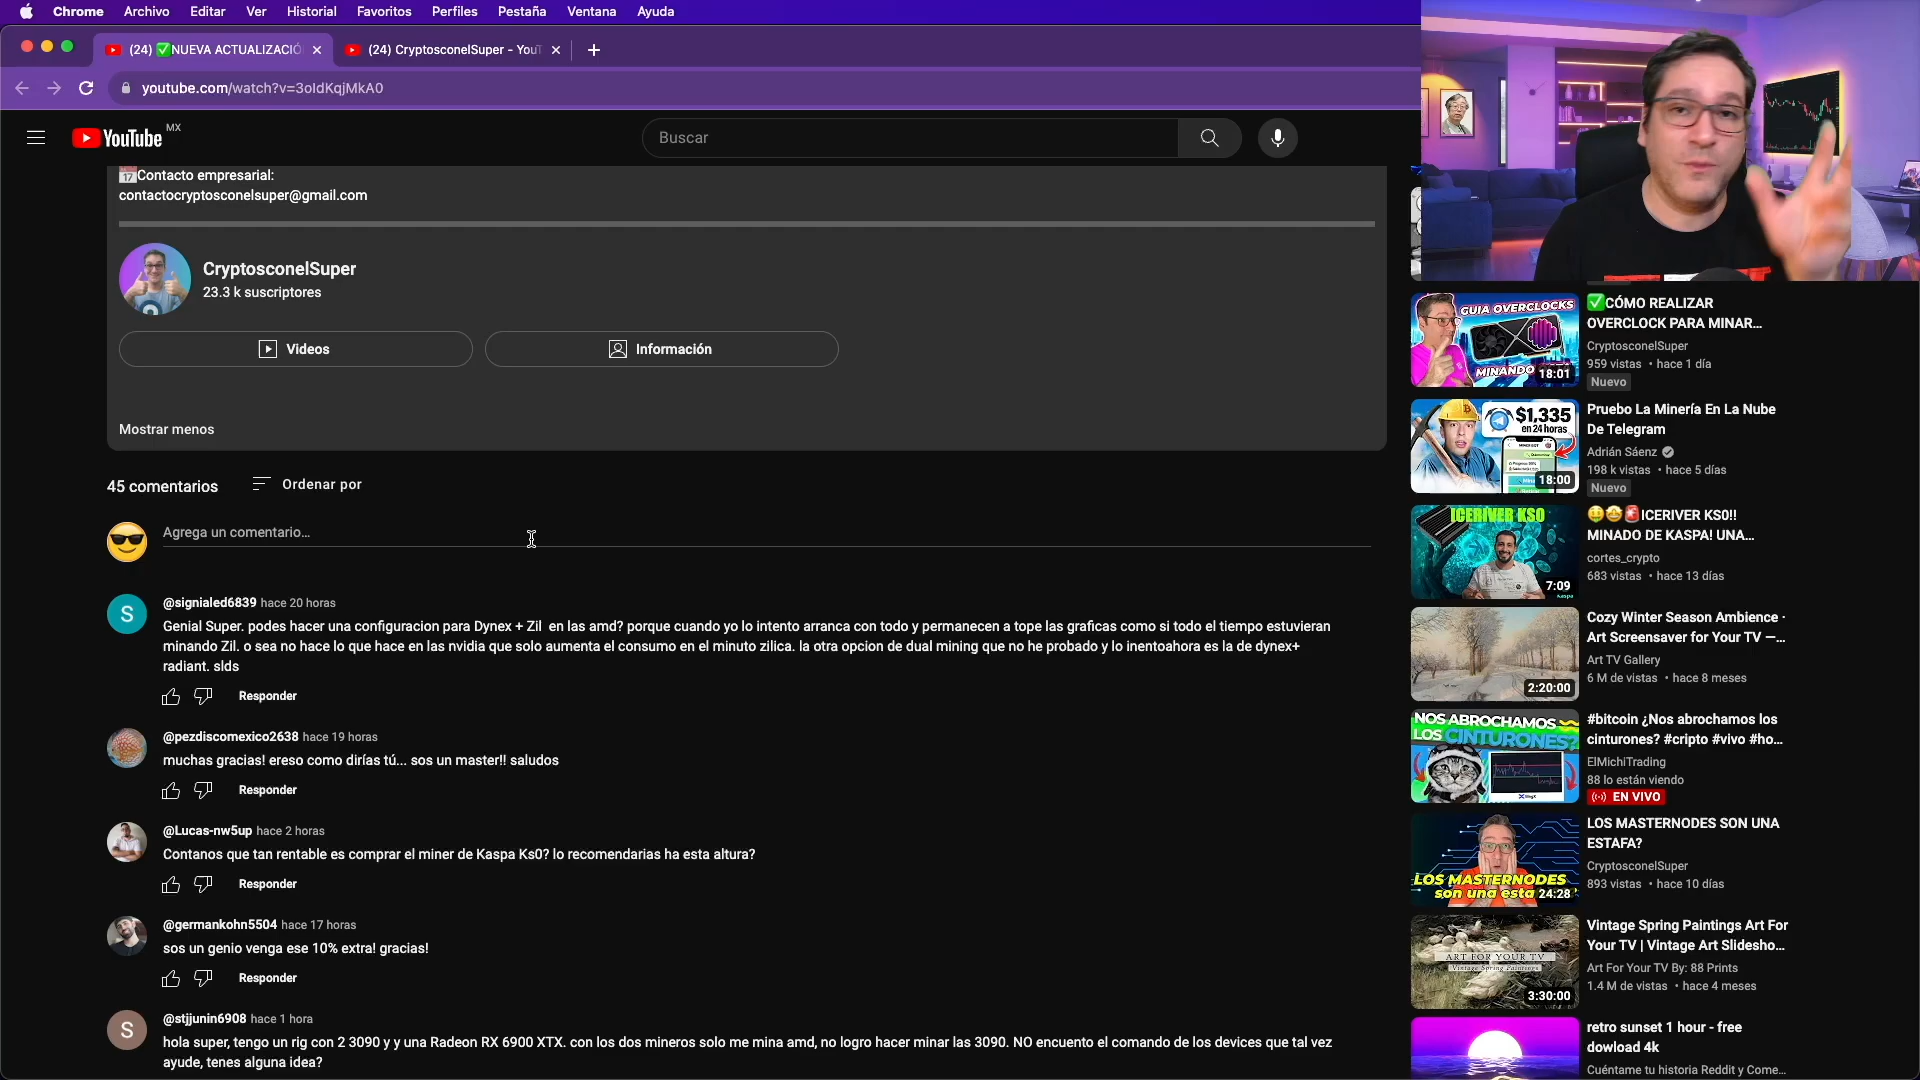 Chrome Archivo Editar Ver Historial Favoritos Perfiles Pestaña Ventana Ayuda
(24) ✅NUEVA ACTUALIZACIÓ
(24) CryptosconelSuper - YouT
youtube.com/watch?v=3oldKqjMkA0
YouTube MX
Buscar
📅Contacto empresarial:
contactocryptosconelsuper@gmail.com
CryptosconelSuper
23.3 k suscriptores
Videos
Información
Mostrar menos
45 comentarios
Ordenar por
Agrega un comentario...
S
@signialed6839 hace 20 horas
Genial Super. podes hacer una configuracion para Dynex + Zil en las amd? porque cuando yo lo intento arranca con todo y permanecen a tope las graficas como si todo el tiempo estuvieran
minando Zil. o sea no hace lo que hace en las nvidia que solo aumenta el consumo en el minuto zilica. la otra opcion de dual mining que no he probado y lo inentoahora es la de dynex+
radiant. slds
Responder
@pezdiscomexico2638 hace 19 horas
muchas gracias! ereso como dirías tú... sos un master!! saludos
Responder
@Lucas-nw5up hace 2 horas
Contanos que tan rentable es comprar el miner de Kaspa Ks0? lo recomendarias ha esta altura?
Responder
@germankohn5504 hace 17 horas
sos un genio venga ese 10% extra! gracias!
Responder
S
@stjjunin6908 hace 1 hora
hola super, tengo un rig con 2 3090 y y una Radeon RX 6900 XTX. con los dos mineros solo me mina amd, no logro hacer minar las 3090. NO encuento el comando de los devices que tal vez
ayude, tenes alguna idea?
GUIA OVERCLOCKS
MINANDO
18:01
✅CÓMO REALIZAR
OVERCLOCK PARA MINAR...
CryptosconelSuper
959 vistas • hace 1 día
Nuevo
$1,335
en 24 horas
18:00
Pruebo La Minería En La Nube
De Telegram
Adrián Sáenz
198 k vistas • hace 5 días
Nuevo
ICERIVER KS0
7:09
🤑🤩🚨ICERIVER KS0!!
MINADO DE KASPA! UNA...
cortes_crypto
683 vistas • hace 13 días
2:20:00
Cozy Winter Season Ambience ·
Art Screensaver for Your TV —...
Art TV Gallery
6 M de vistas • hace 8 meses
NOS ABROCHAMOS
LOS CINTURONES?
#bitcoin ¿Nos abrochamos los
cinturones? #cripto #vivo #ho...
ElMichiTrading
88 lo están viendo
EN VIVO
LOS MASTERNODES
son una esta
24:28
LOS MASTERNODES SON UNA
ESTAFA?
CryptosconelSuper
893 vistas • hace 10 días
ART FOR YOUR TV
Vintage Spring Paintings
3:30:00
Vintage Spring Paintings Art For
Your TV | Vintage Art Slidesho...
Art For Your TV By: 88 Prints
1.4 M de vistas • hace 4 meses
retro sunset 1 hour - free
dowload 4k
Cuéntame tu historia Reddit y Come...